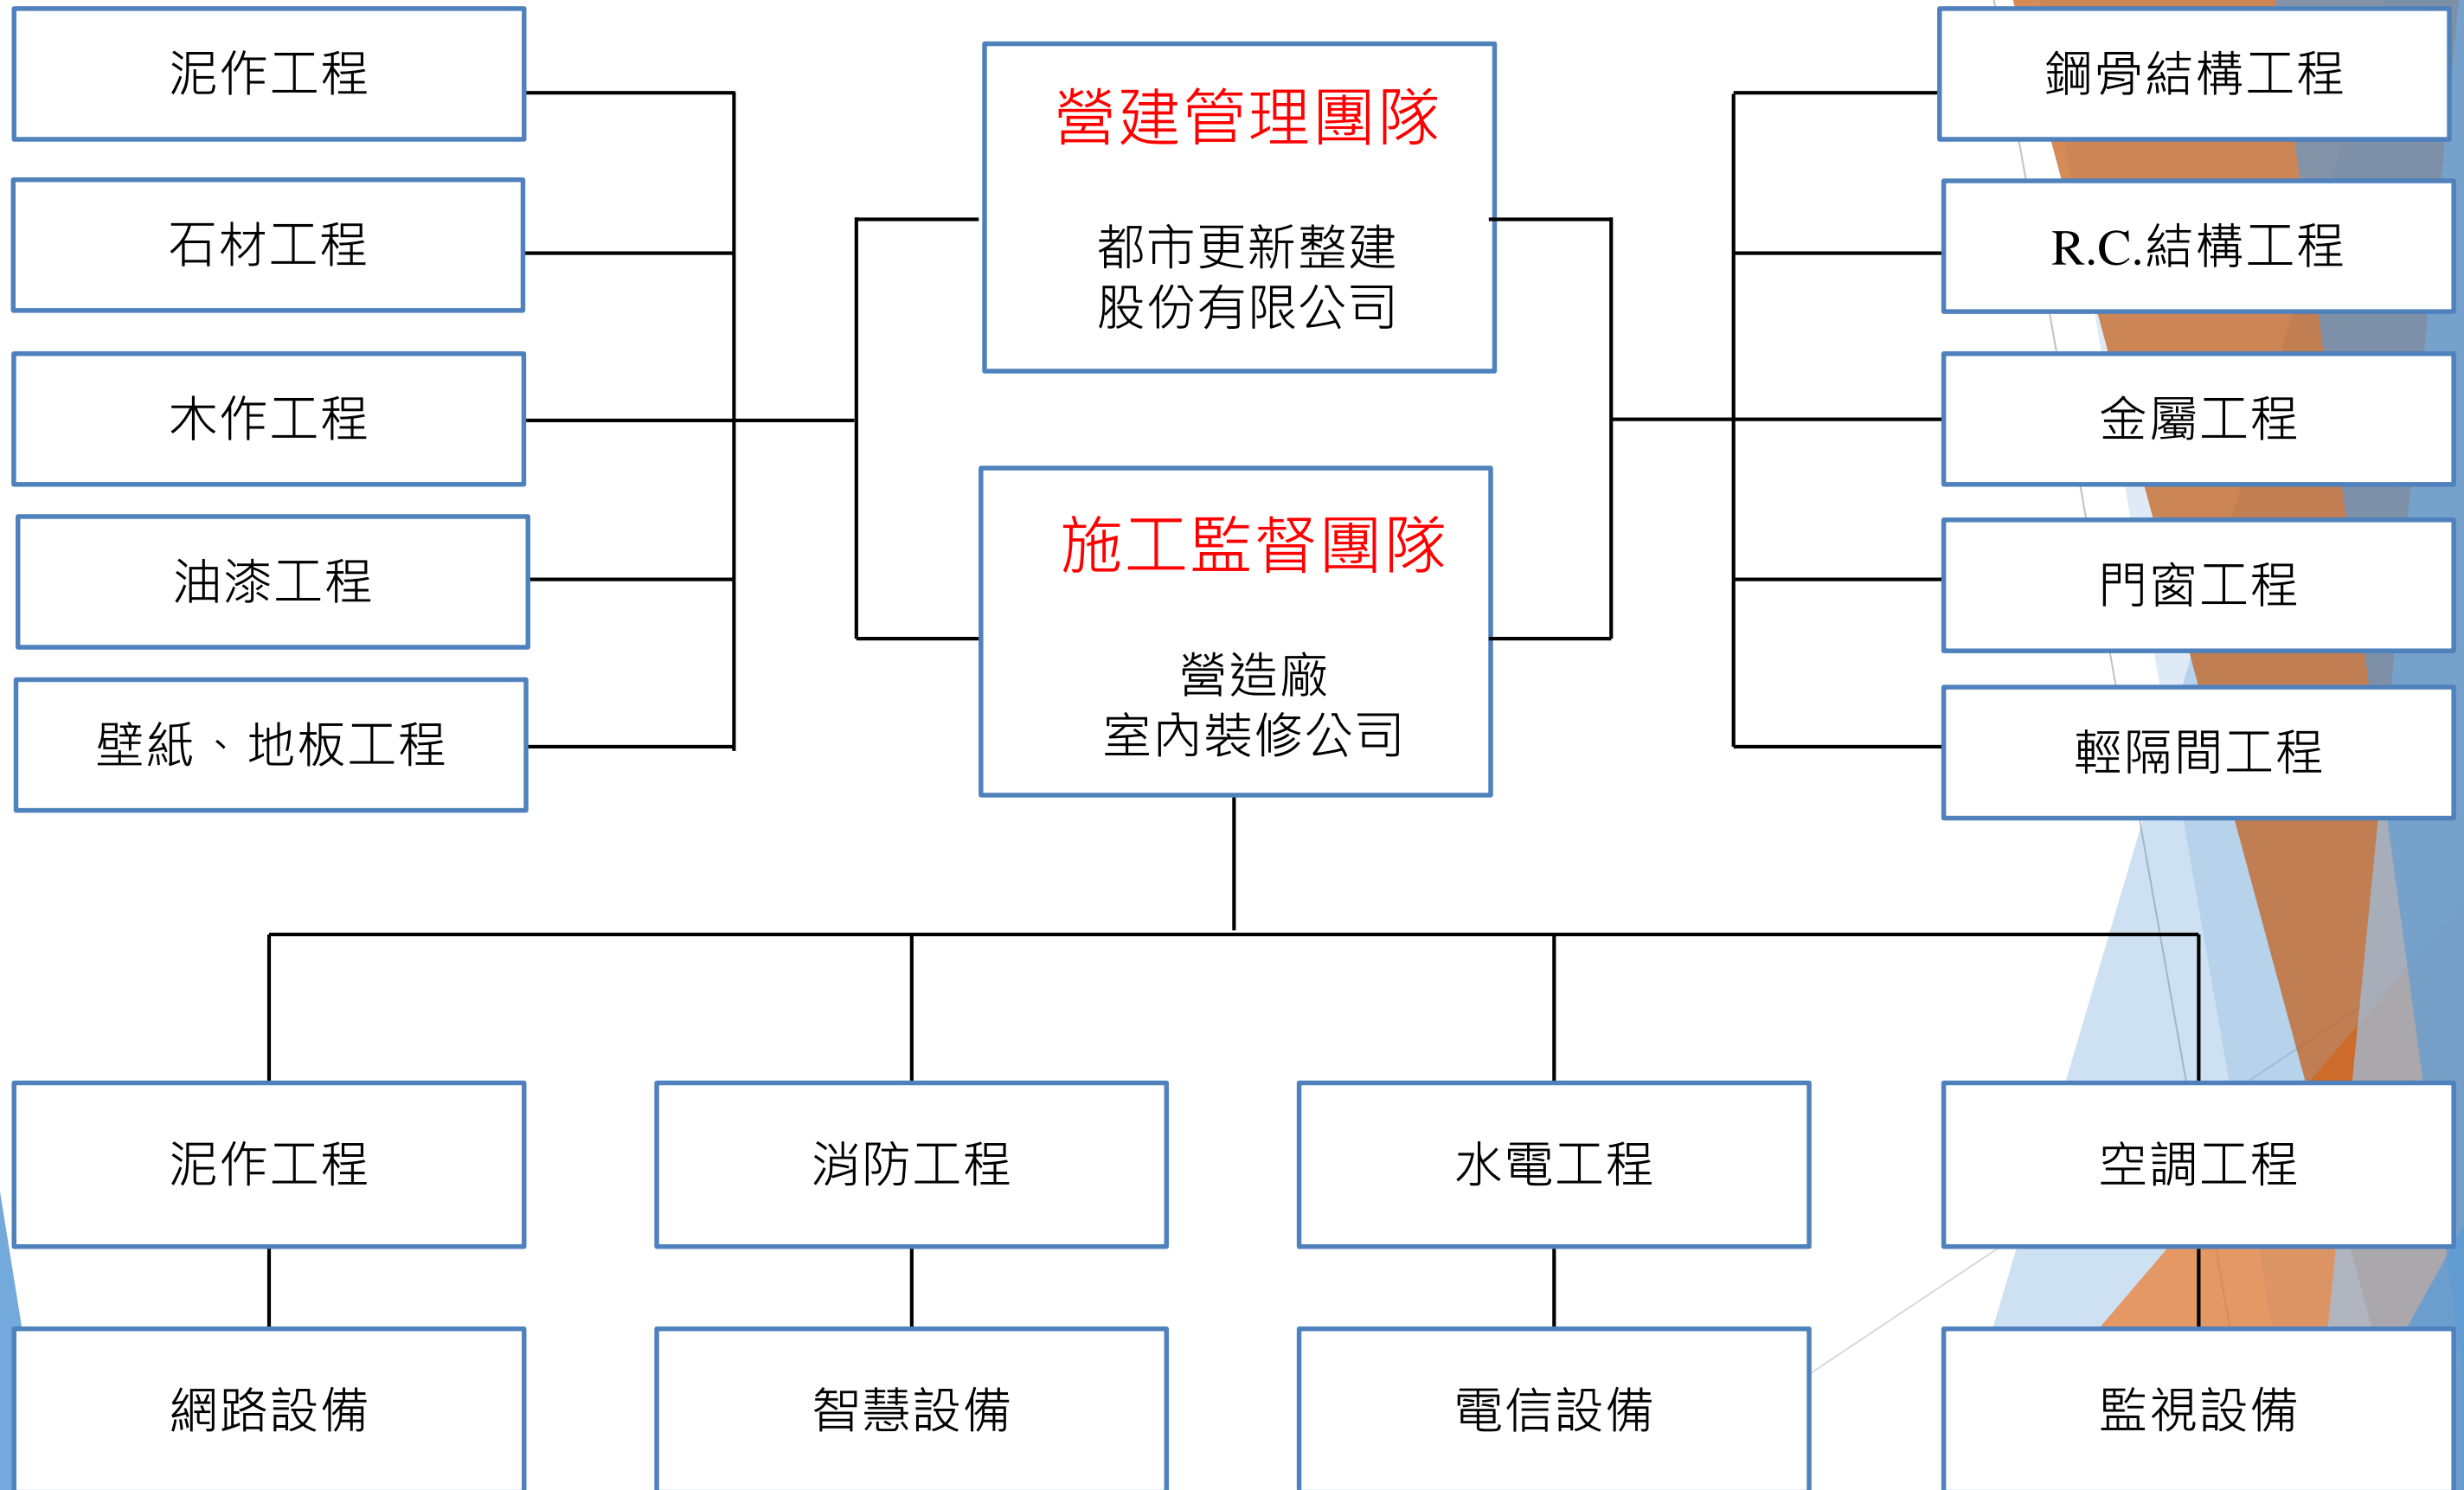 泥作工程
石材工程
木作工程
油漆工程
壁紙、地板工程
營建管理團隊
都市更新整建
股份有限公司
施工監督團隊
營造廠
室內裝修公司
鋼骨結構工程
R.C.結構工程
金屬工程
門窗工程
輕隔間工程
泥作工程
消防工程
水電工程
空調工程
網路設備
智慧設備
電信設備
監視設備